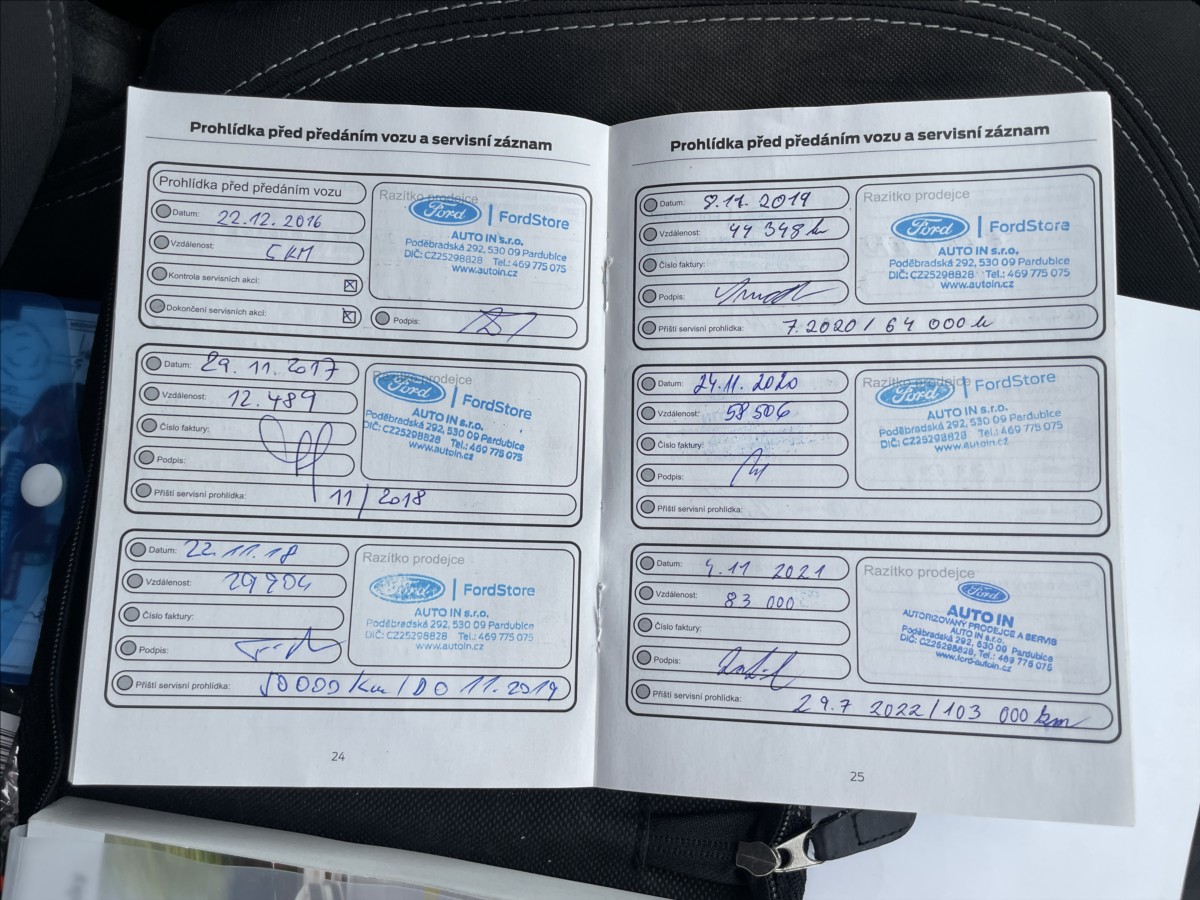 Prohlídka před předáním vozu a servisní záznam
Prohlídka před předáním vozu
Datum: 22.12.2016
Vzdálenost: 5 KM
Kontrola servisních akcí:
Dokončení servisních akcí:
Razítko prodejce
Ford | FordStore
AUTO IN s.r.o.
Poděbradská 292, 530 09 Pardubice
DIČ: CZ25298828 Tel.: 469 775 075
www.autoin.cz
Podpis:
Datum: 29.11.2017
Vzdálenost: 12.489
Číslo faktury:
Podpis:
Příští servisní prohlídka: 11/2018
Razítko prodejce
Ford | FordStore
AUTO IN s.r.o.
Poděbradská 292, 530 09 Pardubice
DIČ: CZ25298828 Tel.: 469 775 075
www.autoin.cz
Datum: 22.11.18
Vzdálenost: 29704
Číslo faktury:
Podpis:
Příští servisní prohlídka: 50000 Km/DO 11.2019
Razítko prodejce
Ford | FordStore
AUTO IN s.r.o.
Poděbradská 292, 530 09 Pardubice
DIČ: CZ25298828 Tel.: 469 775 075
www.autoin.cz
24
Prohlídka před předáním vozu a servisní záznam
Datum: 8.11.2019
Vzdálenost: 44 348 k
Číslo faktury:
Podpis:
Příští servisní prohlídka: 7.2020/64 000 k
Razítko prodejce
Ford | FordStore
AUTO IN s.r.o.
Poděbradská 292, 530 09 Pardubice
DIČ: CZ25298828 Tel.: 469 775 075
www.autoin.cz
Datum: 24.11.2020
Vzdálenost: 58506
Číslo faktury:
Podpis:
Příští servisní prohlídka:
Razítko prodejce
Ford | FordStore
AUTO IN s.r.o.
Poděbradská 292, 530 09 Pardubice
DIČ: CZ25298828 Tel.: 469 775 075
www.autoin.cz
Datum: 4.11 2021
Vzdálenost: 83 000
Číslo faktury:
Podpis:
Příští servisní prohlídka: 29.7 2022/103 000 km
Razítko prodejce
Ford
AUTO IN
AUTORIZOVANÝ PRODEJCE A SERVIS
AUTO IN s.r.o.
Poděbradská 292, 530 09 Pardubice
DIČ: CZ25298828, Tel.: 469 775 075
www.ford-autoin.cz
25